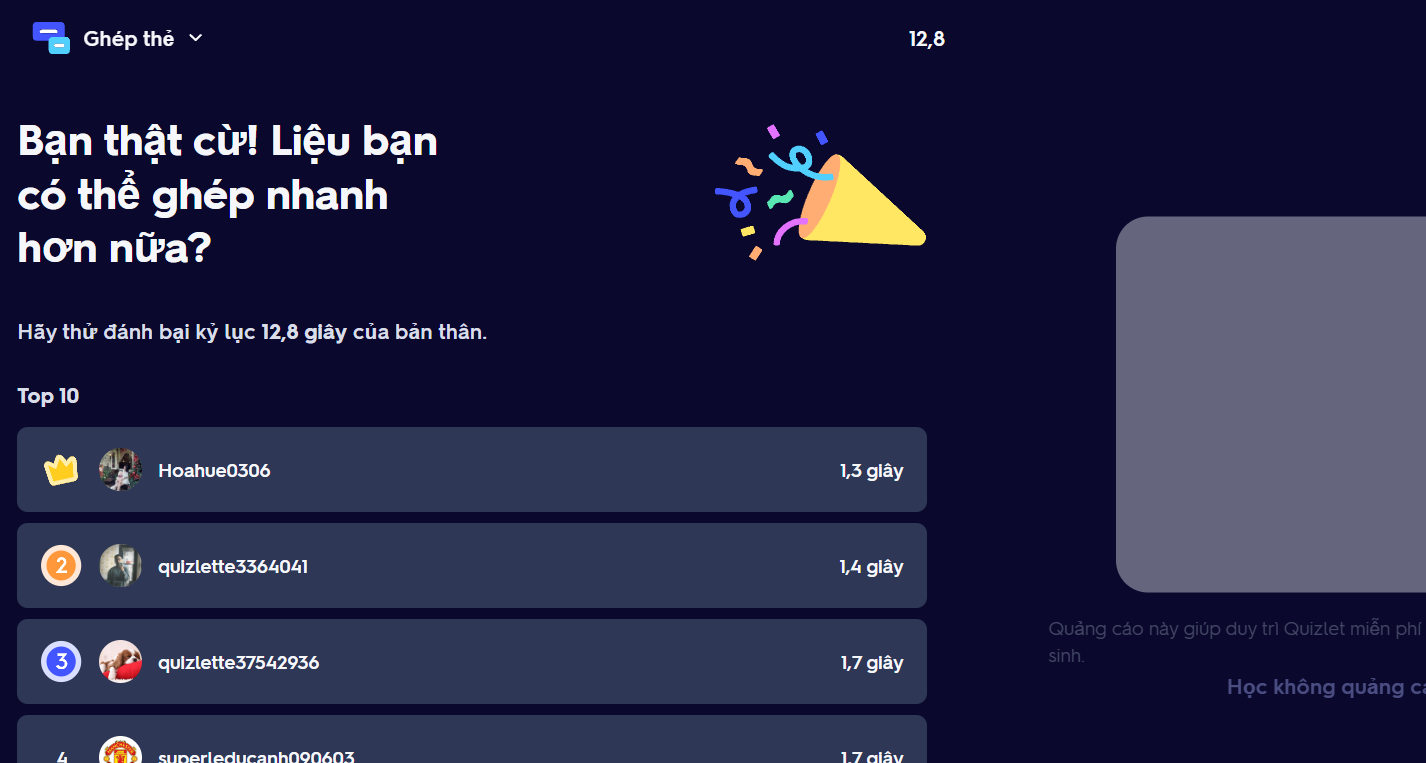 Ghép thẻ
12,8
Bạn thật cừ! Liệu bạn
có thể ghép nhanh
hơn nữa?
Hãy thử đánh bại kỷ lục 12,8 giây của bản thân.
Top 10
Hoahue0306
1,3 giây
2
quizlette3364041
1,4 giây
3
quizlette37542936
1,7 giây
4
superleducanh090603
1,7 giây
Quảng cáo này giúp duy trì Quizlet miễn phí
sinh.
Học không quảng